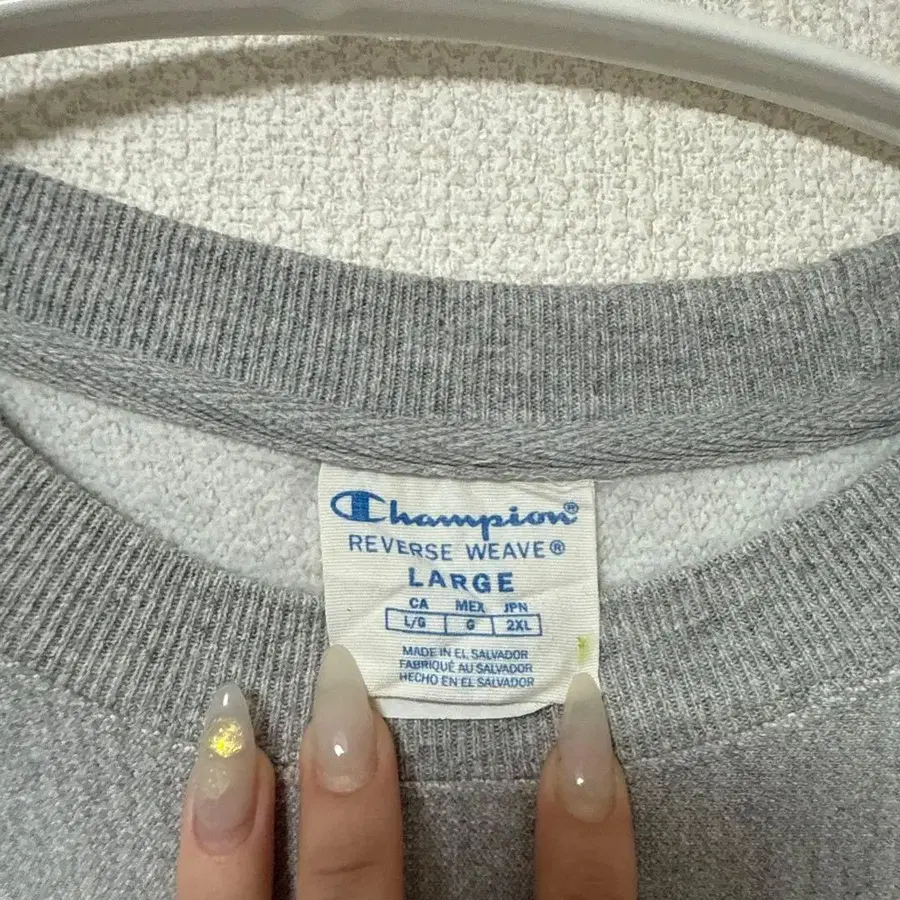 Champion®
REVERSE WEAVE®
LARGE
CA MEX JPN
L/G G 2XL
MADE IN EL SALVADOR
FABRIQUÉ AU SALVADOR
HECHO EN EL SALVADOR